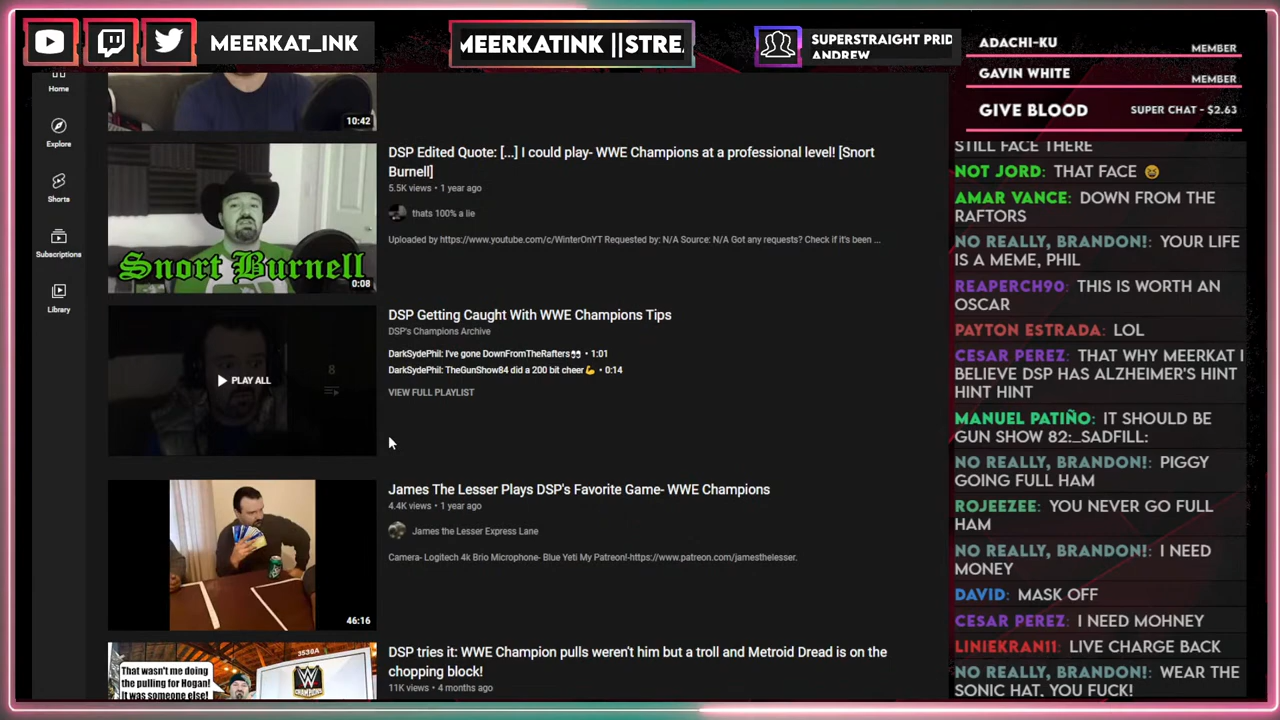 MEERKAT_INK
MEERKATINK ||STREA
SUPERSTRAIGHT PRID
ANDREW
ADACHI-KU
MEMBER
GAVIN WHITE
MEMBER
GIVE BLOOD
SUPER CHAT - $2.63
Home
Explore
Shorts
Subscriptions
Library
10:42
DSP Edited Quote: [...] I could play- WWE Champions at a professional level! [Snort
Burnell]
5.5K views • 1 year ago
thats 100% a lie
Uploaded by https://www.youtube.com/c/WinterOnYT Requested by: N/A Source: N/A Got any requests? Check if it's been ...
Snort Burnell
0:08
DSP Getting Caught With WWE Champions Tips
DSP's Champions Archive
DarkSydePhil: I've gone DownFromTheRafters👀 • 1:01
DarkSydePhil: TheGunShow84 did a 200 bit cheer💪 • 0:14
VIEW FULL PLAYLIST
PLAY ALL
8
James The Lesser Plays DSP's Favorite Game- WWE Champions
4.4K views • 1 year ago
James the Lesser Express Lane
Camera- Logitech 4k Brio Microphone- Blue Yeti My Patreon!-https://www.patreon.com/jamesthelesser.
46:16
DSP tries it: WWE Champion pulls weren't him but a troll and Metroid Dread is on the
chopping block!
11K views • 4 months ago
That wasn't me doing
the pulling for Hogan!
It was someone else!
3538A
STILL FACE THERE
NOT JORD: THAT FACE 😆
AMAR VANCE: DOWN FROM THE
RAFTORS
NO REALLY, BRANDON!: YOUR LIFE
IS A MEME, PHIL
REAPERCH90: THIS IS WORTH AN
OSCAR
PAYTON ESTRADA: LOL
CESAR PEREZ: THAT WHY MEERKAT I
BELIEVE DSP HAS ALZHEIMER'S HINT
HINT HINT
MANUEL PATIÑO: IT SHOULD BE
GUN SHOW 82:_SADFILL:
NO REALLY, BRANDON!: PIGGY
GOING FULL HAM
ROJEEZEE: YOU NEVER GO FULL
HAM
NO REALLY, BRANDON!: I NEED
MONEY
DAVID: MASK OFF
CESAR PEREZ: I NEED MOHNEY
LINIEKRAN11: LIVE CHARGE BACK
NO REALLY, BRANDON!: WEAR THE
SONIC HAT, YOU FUCK!